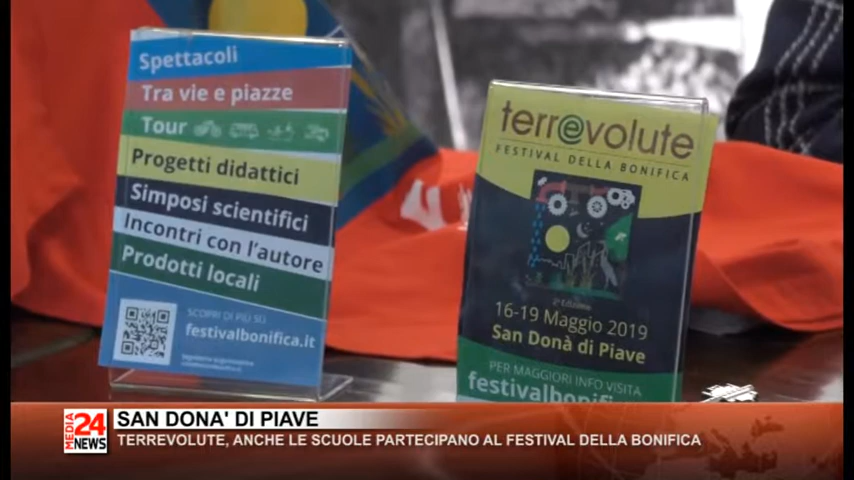 Spettacoli
Tra vie e piazze
Tour
Progetti didattici
Simposi scientifici
Incontri con l'autore
Prodotti locali
SCOPRI DI PIÙ SU
festivalbonifica.it
terrevolute
FESTIVAL DELLA BONIFICA
2ª Edizione
16-19 Maggio 2019
San Donà di Piave
PER MAGGIORI INFO VISITA
MEDIA
24
NEWS
SAN DONA' DI PIAVE
TERREVOLUTE, ANCHE LE SCUOLE PARTECIPANO AL FESTIVAL DELLA BONIFICA